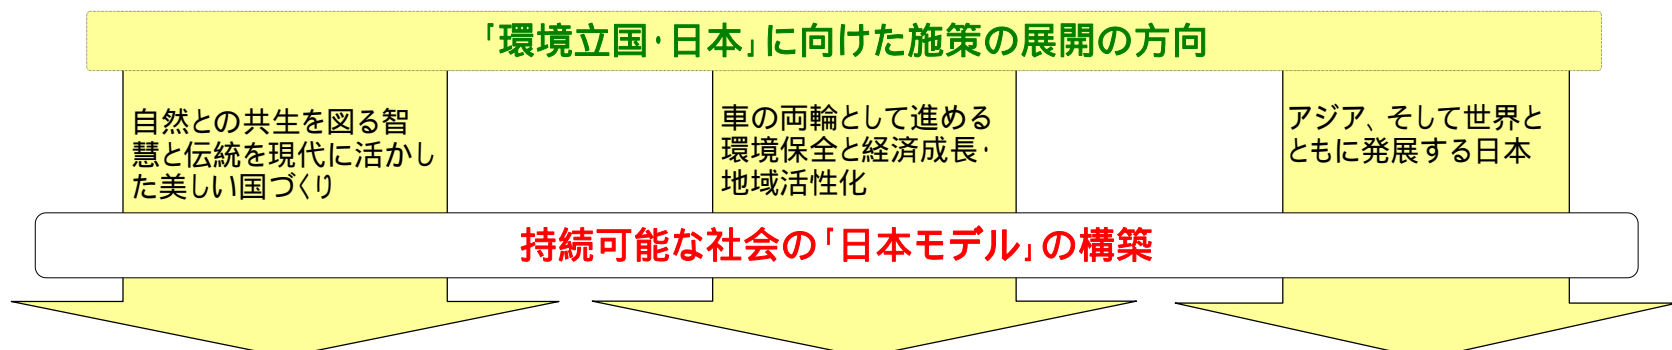 「環境立国・日本」に向けた施策の展開の方向
自然との共生を図る智
慧と伝統を現代に活かし
た美しい国づくり
車の両輪として進める
環境保全と経済成長・
地域活性化
アジア、そして世界と
ともに発展する日本
持続可能な社会の「日本モデル」の構築